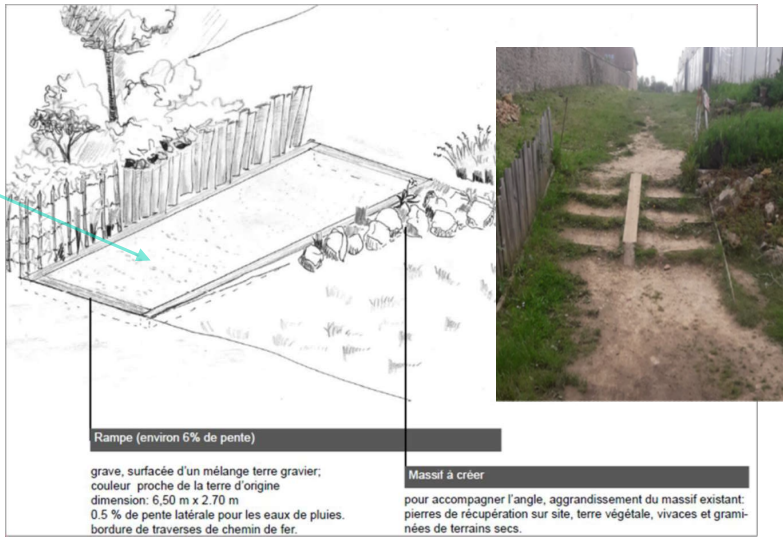 Rampe (environ 6% de pente)
grave, surfacée d'un mélange terre gravier;
couleur proche de la terre d'origine
dimension: 6,50 m x 2.70 m
0.5 % de pente latérale pour les eaux de pluies.
bordure de traverses de chemin de fer.
Massif à créer
pour accompagner l'angle, aggrandissement du massif existant:
pierres de récupération sur site, terre végétale, vivaces et grami-
nées de terrains secs.